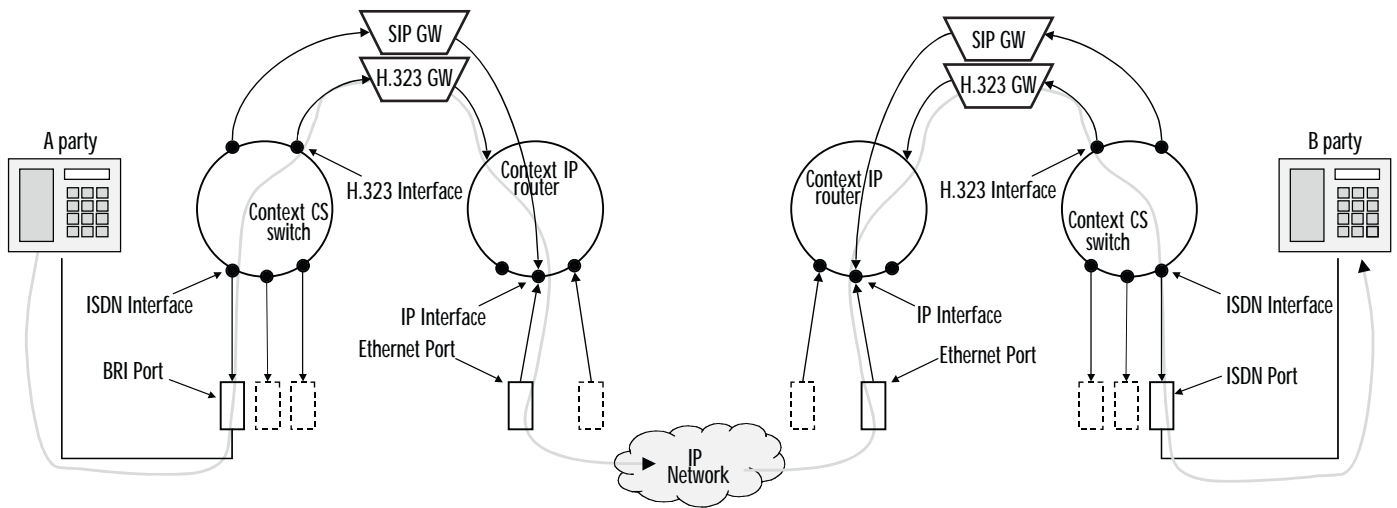 SIP GW
H.323 GW
SIP GW
H.323 GW
A party
B party
Context IP
router
Context IP
router
H.323 Interface
H.323 Interface
Context CS
switch
Context CS
switch
ISDN Interface
IP Interface
IP Interface
ISDN Interface
Ethernet Port
Ethernet Port
BRI Port
ISDN Port
IP
Network